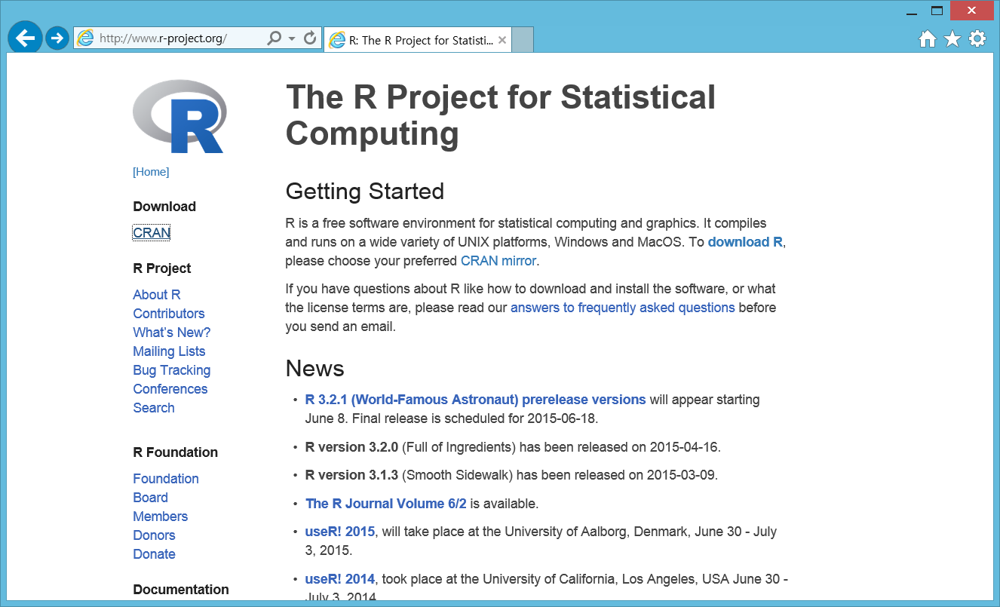 http://www.r-project.org/
R: The R Project for Statisti...
R
[Home]
Download
CRAN
R Project
About R
Contributors
What's New?
Mailing Lists
Bug Tracking
Conferences
Search
R Foundation
Foundation
Board
Members
Donors
Donate
Documentation
The R Project for Statistical
Computing
Getting Started
R is a free software environment for statistical computing and graphics. It compiles
and runs on a wide variety of UNIX platforms, Windows and MacOS. To download R,
please choose your preferred CRAN mirror.
If you have questions about R like how to download and install the software, or what
the license terms are, please read our answers to frequently asked questions before
you send an email.
News
• R 3.2.1 (World-Famous Astronaut) prerelease versions will appear starting
June 8. Final release is scheduled for 2015-06-18.
• R version 3.2.0 (Full of Ingredients) has been released on 2015-04-16.
• R version 3.1.3 (Smooth Sidewalk) has been released on 2015-03-09.
• The R Journal Volume 6/2 is available.
• useR! 2015, will take place at the University of Aalborg, Denmark, June 30 - July
3, 2015.
• useR! 2014, took place at the University of California, Los Angeles, USA June 30 -
July 3, 2014